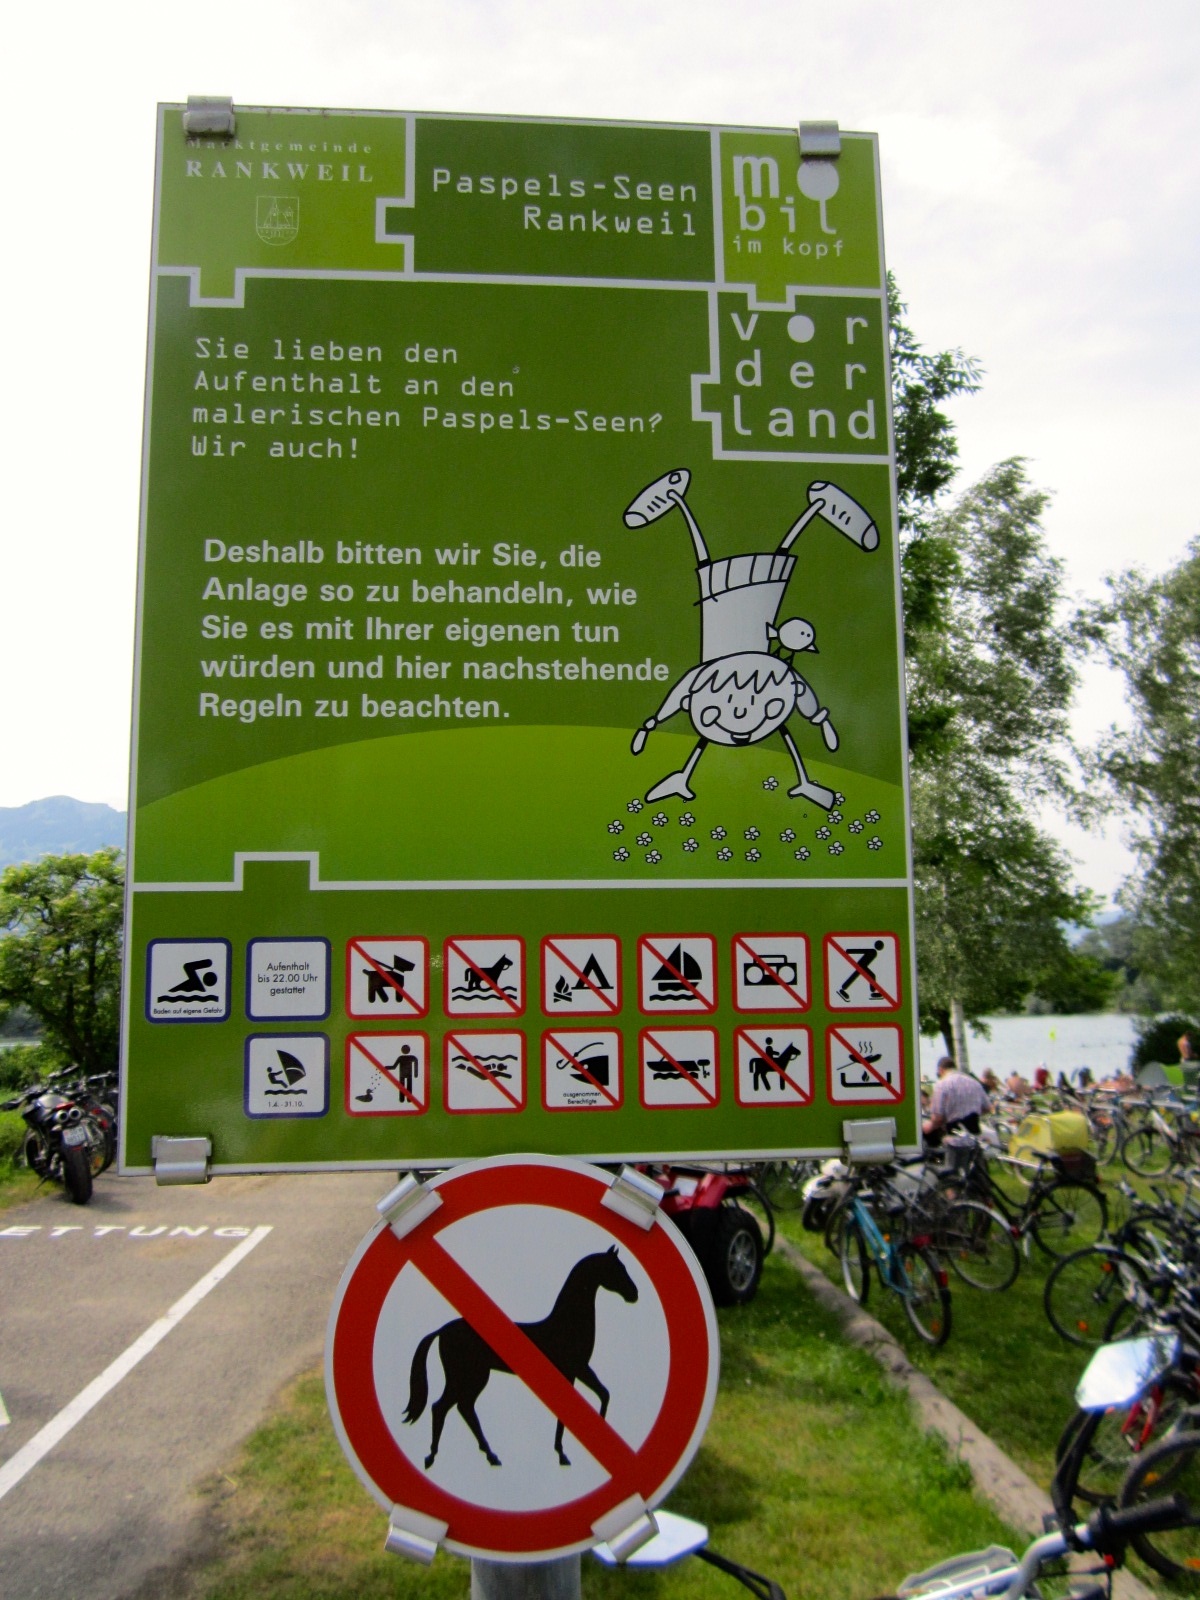 Marktgemeinde
RANKWEIL
Paspels-Seen
Rankweil
mobil
im kopf
vor
der
land
Sie lieben den
Aufenthalt an den
malerischen Paspels-Seen?
Wir auch!
Deshalb bitten wir Sie, die
Anlage so zu behandeln, wie
Sie es mit Ihrer eigenen tun
würden und hier nachstehende
Regeln zu beachten.
Baden auf eigene Gefahr
Aufenthalt
bis 22.00 Uhr
gestattet
1.4. - 31.10.
ausgenommen
Berechtigte
ETTUNG